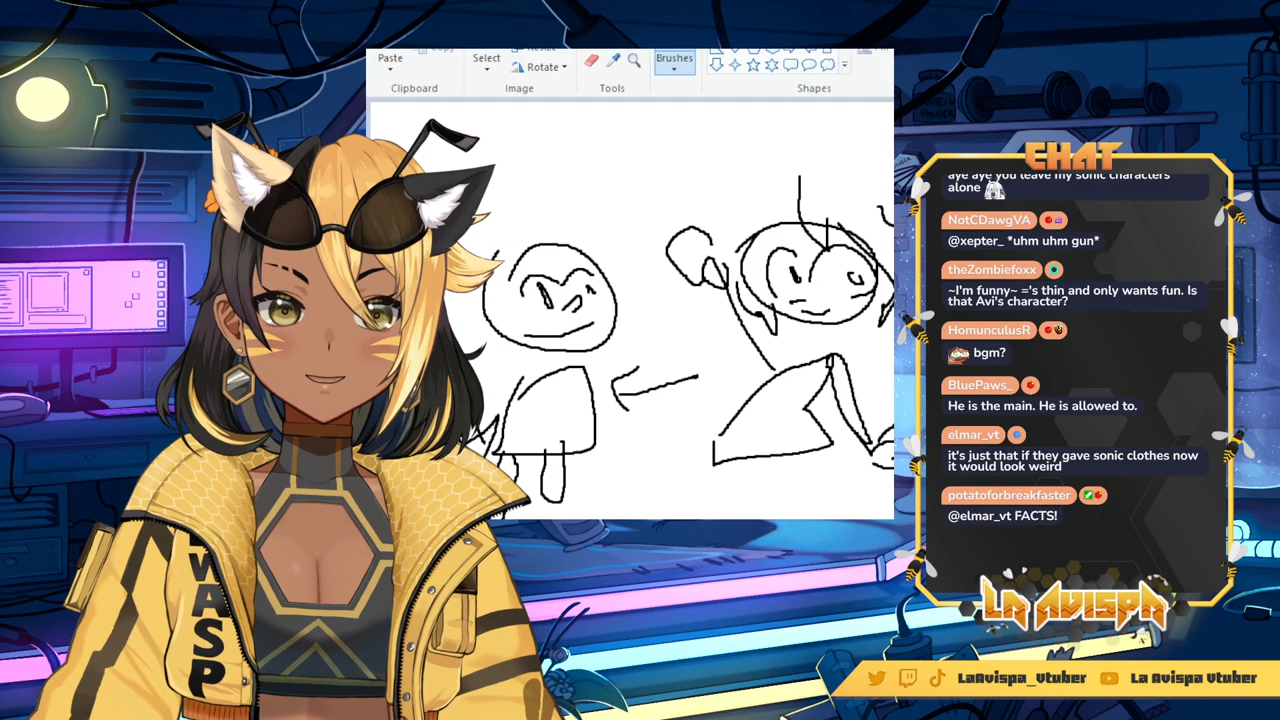 Paste
Select
Rotate
Brushes
Clipboard
Image
Tools
Shapes
CHAT
aye aye you leave my sonic characters
alone
NotCDawgVA
@xepter_ *uhm uhm gun*
theZombiefoxx
~I'm funny~ ='s thin and only wants fun. Is
that Avi's character?
HomunculusR
bgm?
BluePaws_
He is the main. He is allowed to.
elmar_vt
it's just that if they gave sonic clothes now
it would look weird
potatoforbreakfaster
@elmar_vt FACTS!
WASP
LA AVISPA
LaAvispa_Vtuber
La Avispa Vtuber